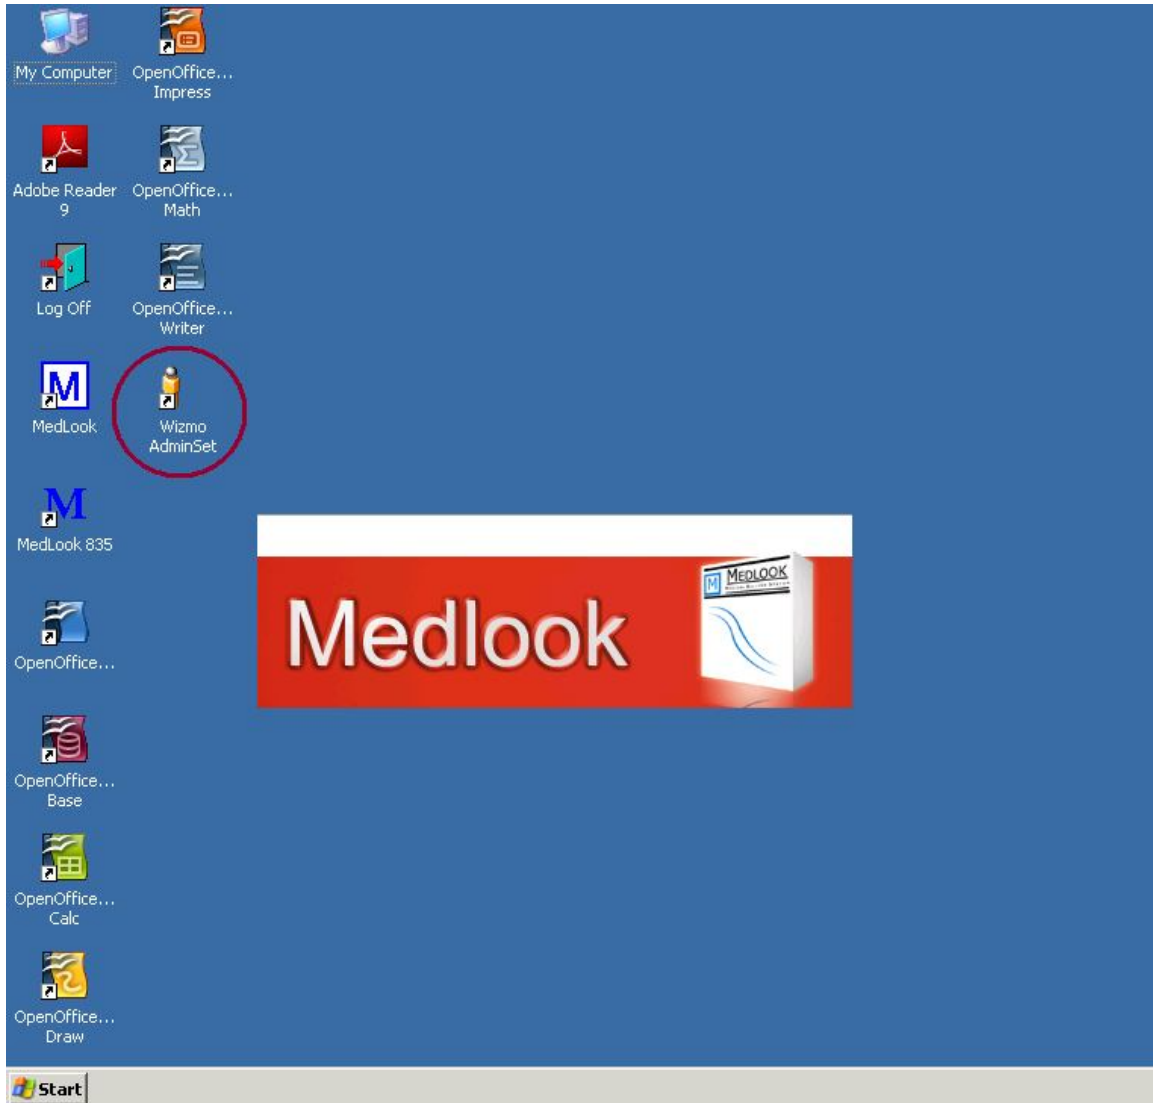 My Computer
OpenOffice...
Impress
Adobe Reader
9
OpenOffice...
Math
Log Off
OpenOffice...
Writer
M
MedLook
Wizmo
AdminSet
M
MedLook 835
OpenOffice...
Medlook
M MEDLOOK
OpenOffice...
Base
OpenOffice...
Calc
OpenOffice...
Draw
Start